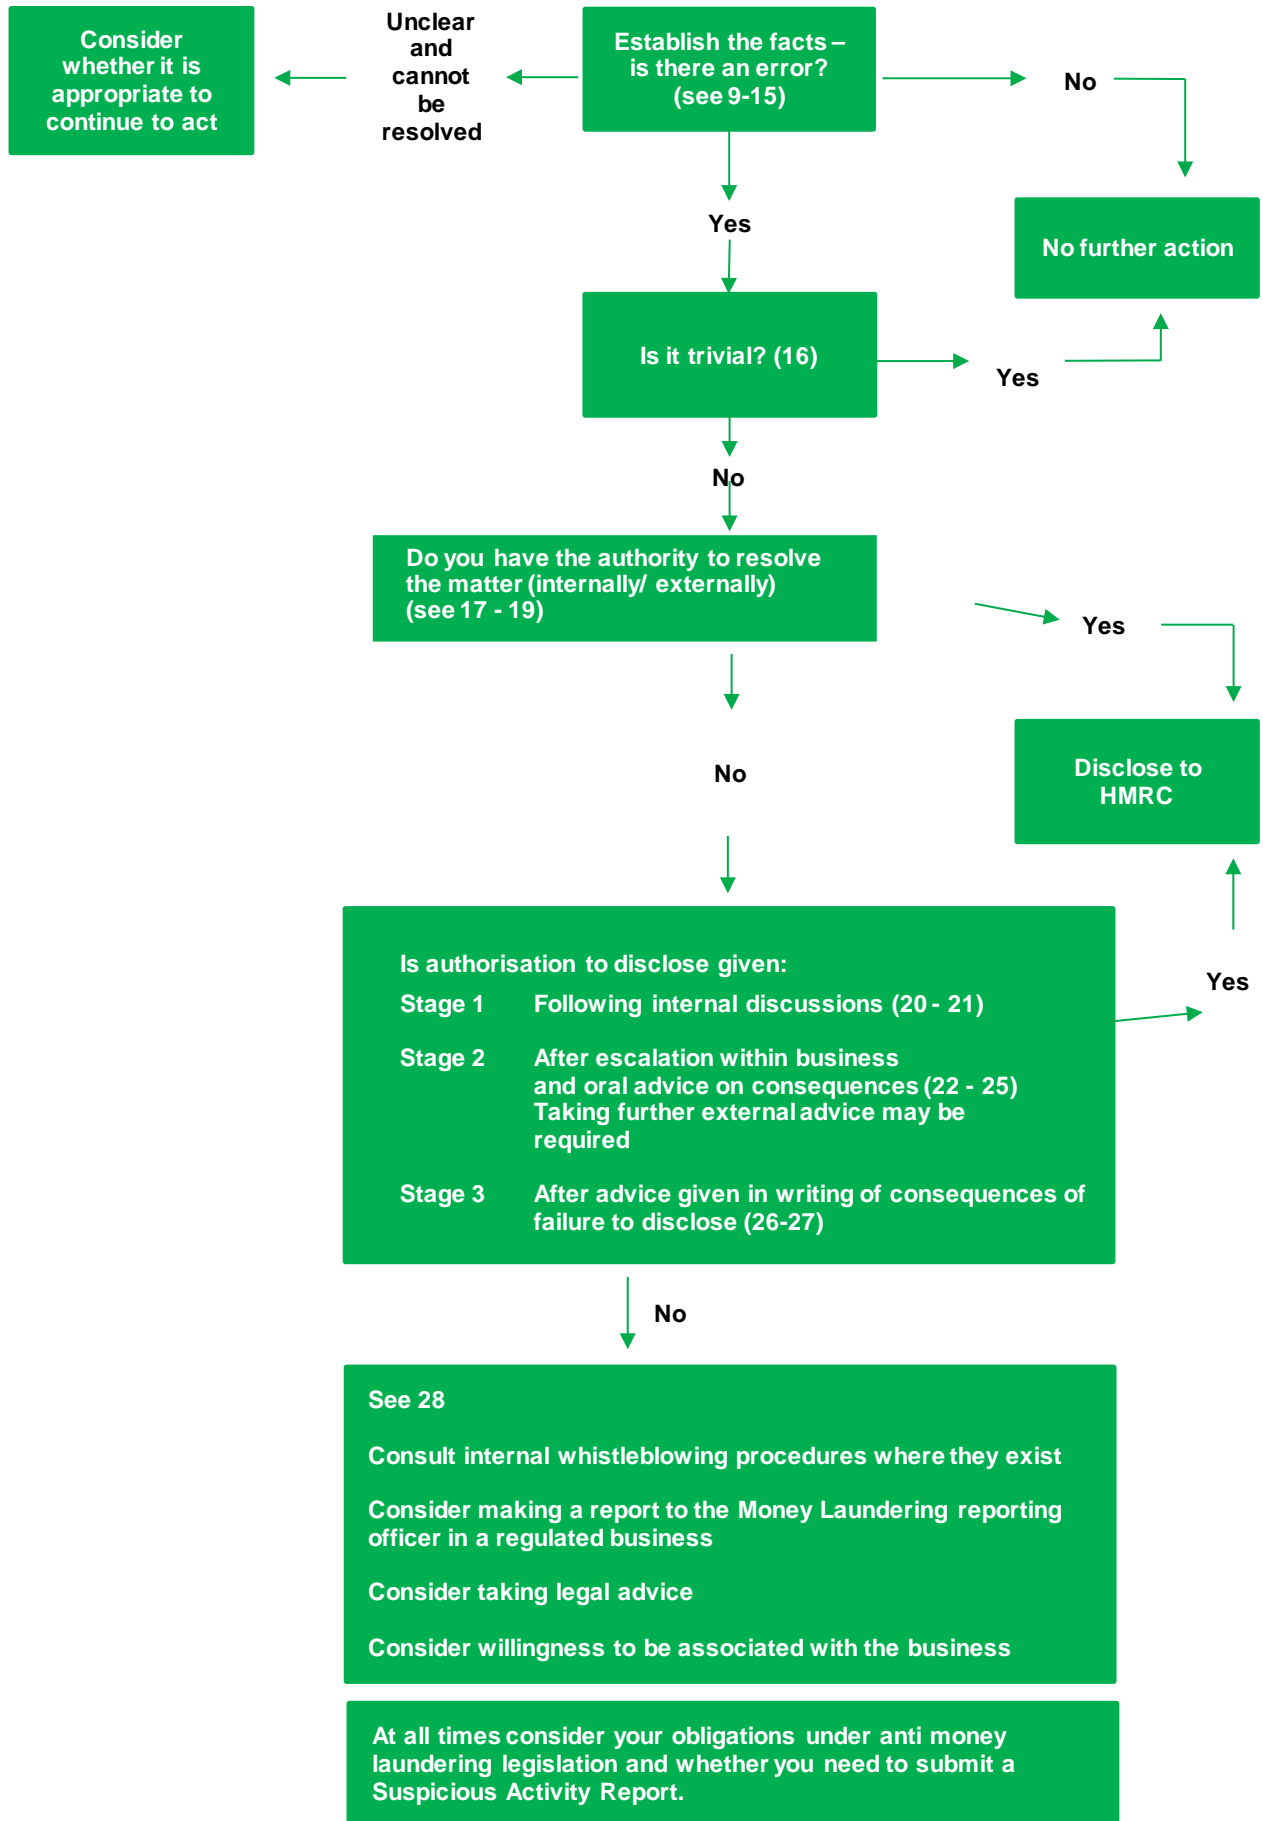 Consider
whether it is
appropriate to
continue to act
Unclear
and
cannot
be
resolved
Establish the facts –
is there an error?
(see 9-15)
No
Yes
No further action
Is it trivial? (16)
Yes
No
Do you have the authority to resolve
the matter (internally/ externally)
(see 17 - 19)
Yes
No
Disclose to
HMRC
Is authorisation to disclose given:
Stage 1 Following internal discussions (20 - 21)
Stage 2 After escalation within business
and oral advice on consequences (22 - 25)
Taking further external advice may be
required
Stage 3 After advice given in writing of consequences of
failure to disclose (26-27)
Yes
No
See 28
Consult internal whistleblowing procedures where they exist
Consider making a report to the Money Laundering reporting
officer in a regulated business
Consider taking legal advice
Consider willingness to be associated with the business
At all times consider your obligations under anti money
laundering legislation and whether you need to submit a
Suspicious Activity Report.